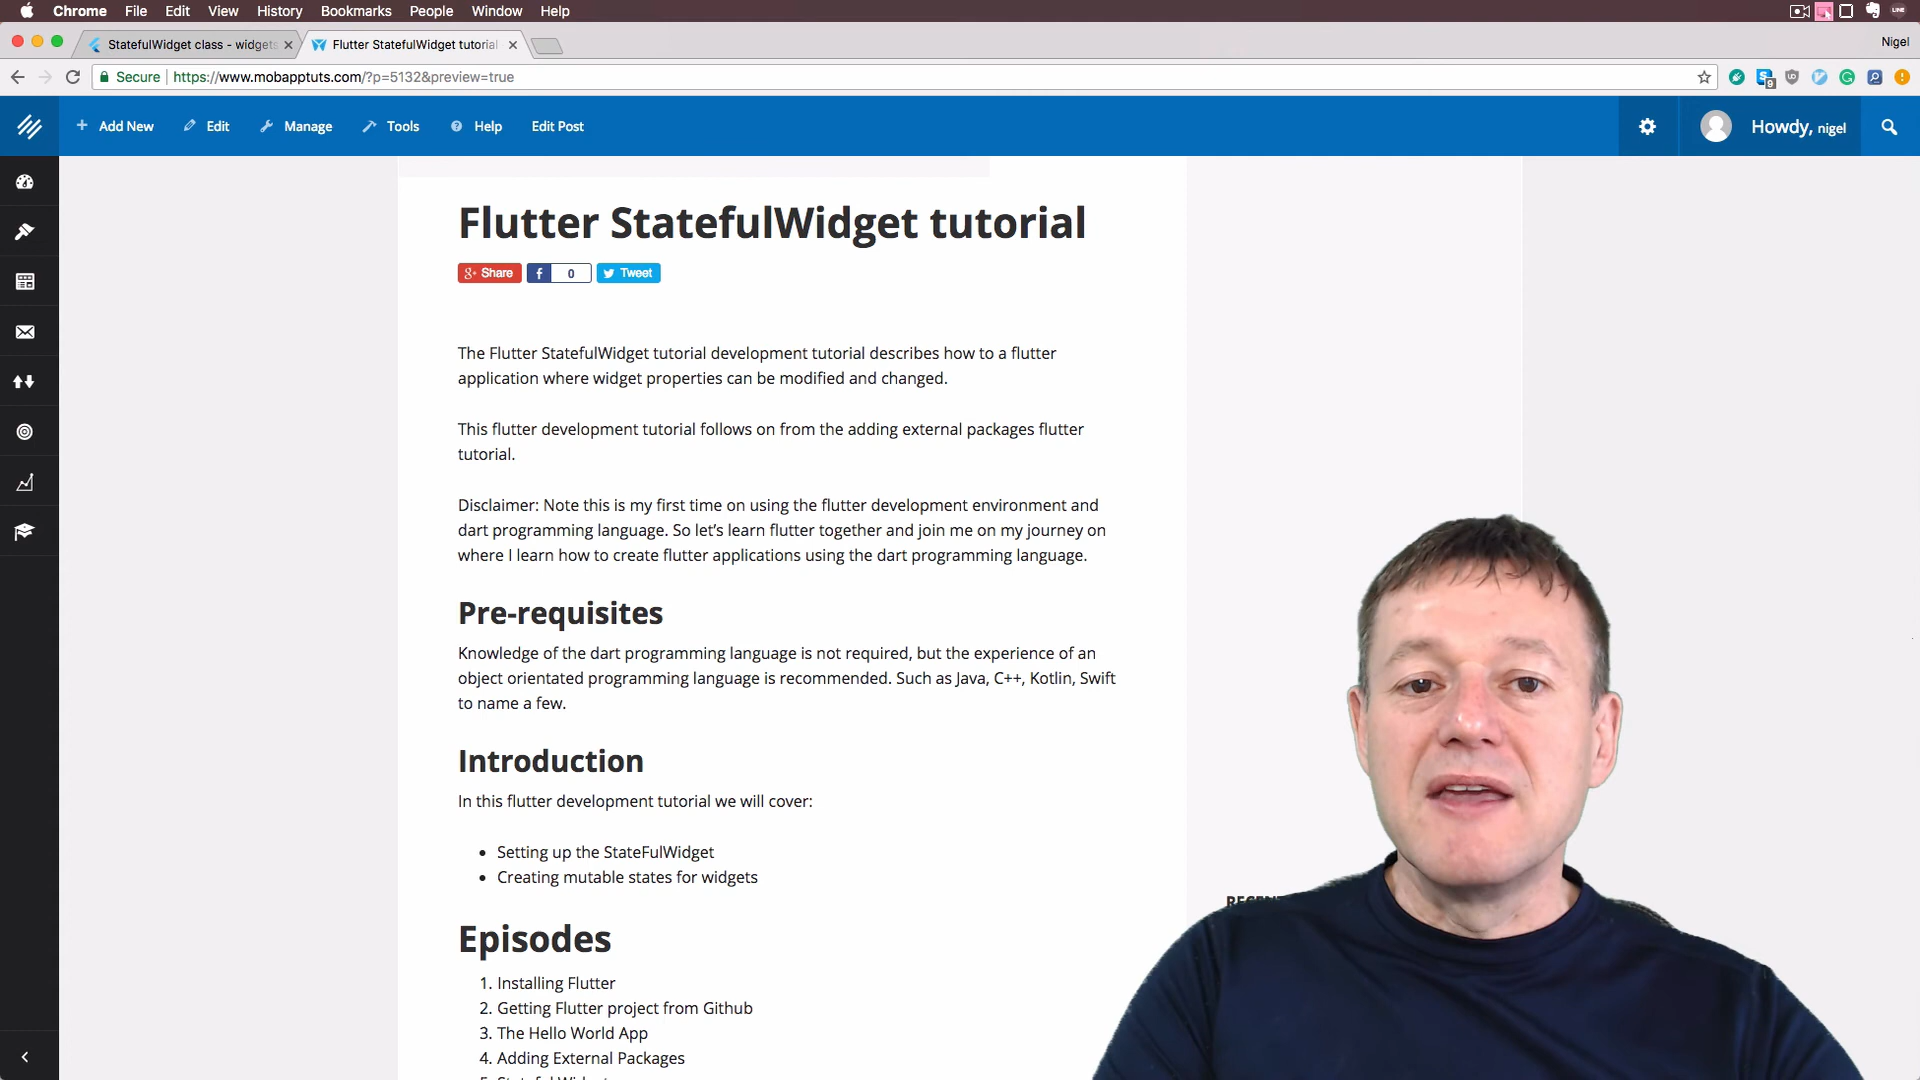 Chrome File Edit View History Bookmarks People Window Help
LINE
StatefulWidget class - widgets
Flutter StatefulWidget tutorial
Nigel
Secure https://www.mobapptuts.com/?p=5132&preview=true
9
Add New Edit Manage Tools Help Edit Post
Howdy, nigel
Flutter StatefulWidget tutorial
Share 0 Tweet
The Flutter StatefulWidget tutorial development tutorial describes how to a flutter
application where widget properties can be modified and changed.
This flutter development tutorial follows on from the adding external packages flutter
tutorial.
Disclaimer: Note this is my first time on using the flutter development environment and
dart programming language. So let's learn flutter together and join me on my journey on
where I learn how to create flutter applications using the dart programming language.
Pre-requisites
Knowledge of the dart programming language is not required, but the experience of an
object orientated programming language is recommended. Such as Java, C++, Kotlin, Swift
to name a few.
Introduction
In this flutter development tutorial we will cover:
• Setting up the StateFulWidget
• Creating mutable states for widgets
Episodes
1. Installing Flutter
2. Getting Flutter project from Github
3. The Hello World App
4. Adding External Packages